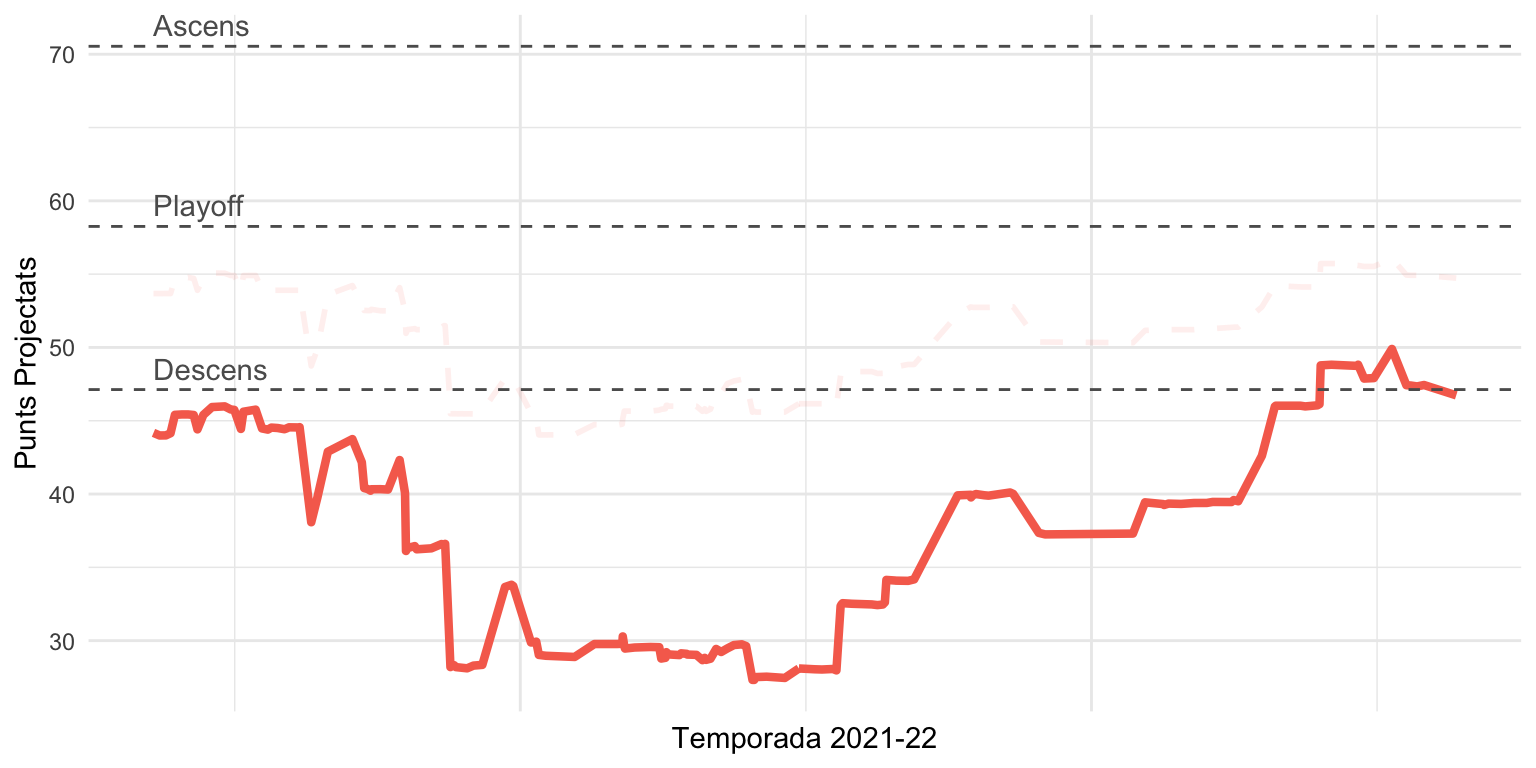 Ascens
70
Playoff
60
50
Descens
40
30
Punts Projectats
Temporada 2021-22